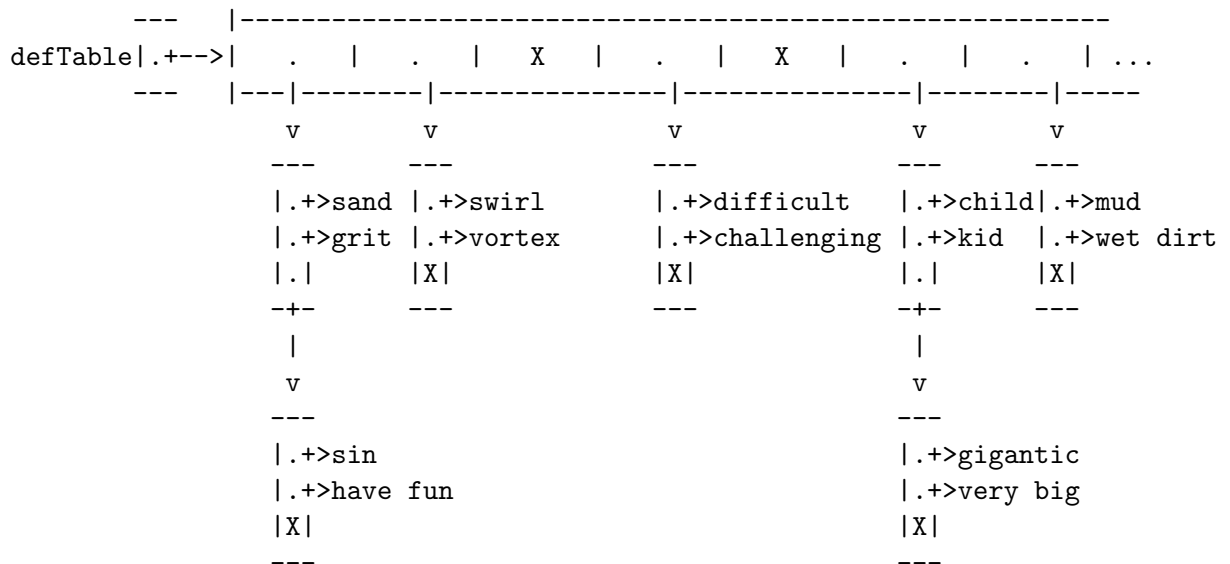 ---    |---------------------------------------------------------
defTable|.+-->|    .    |    .    |    X    |    .    |    X    |    .    |    .    | ...
         ---    |---|--------|---------------|---------------|--------|-----
                    v        v               v               v        v
                   ---      ---             ---             ---      ---
                   |.+>sand |.+>swirl       |.+>difficult   |.+>child|.+>mud
                   |.+>grit |.+>vortex      |.+>challenging |.+>kid  |.+>wet dirt
                   |.|      |X|             |X|             |.|      |X|
                   -+-      ---             ---             -+-      ---
                    |                                        |
                    v                                        v
                   ---                                      ---
                   |.+>sin                                  |.+>gigantic
                   |.+>have fun                             |.+>very big
                   |X|                                      |X|
                   ---                                      ---